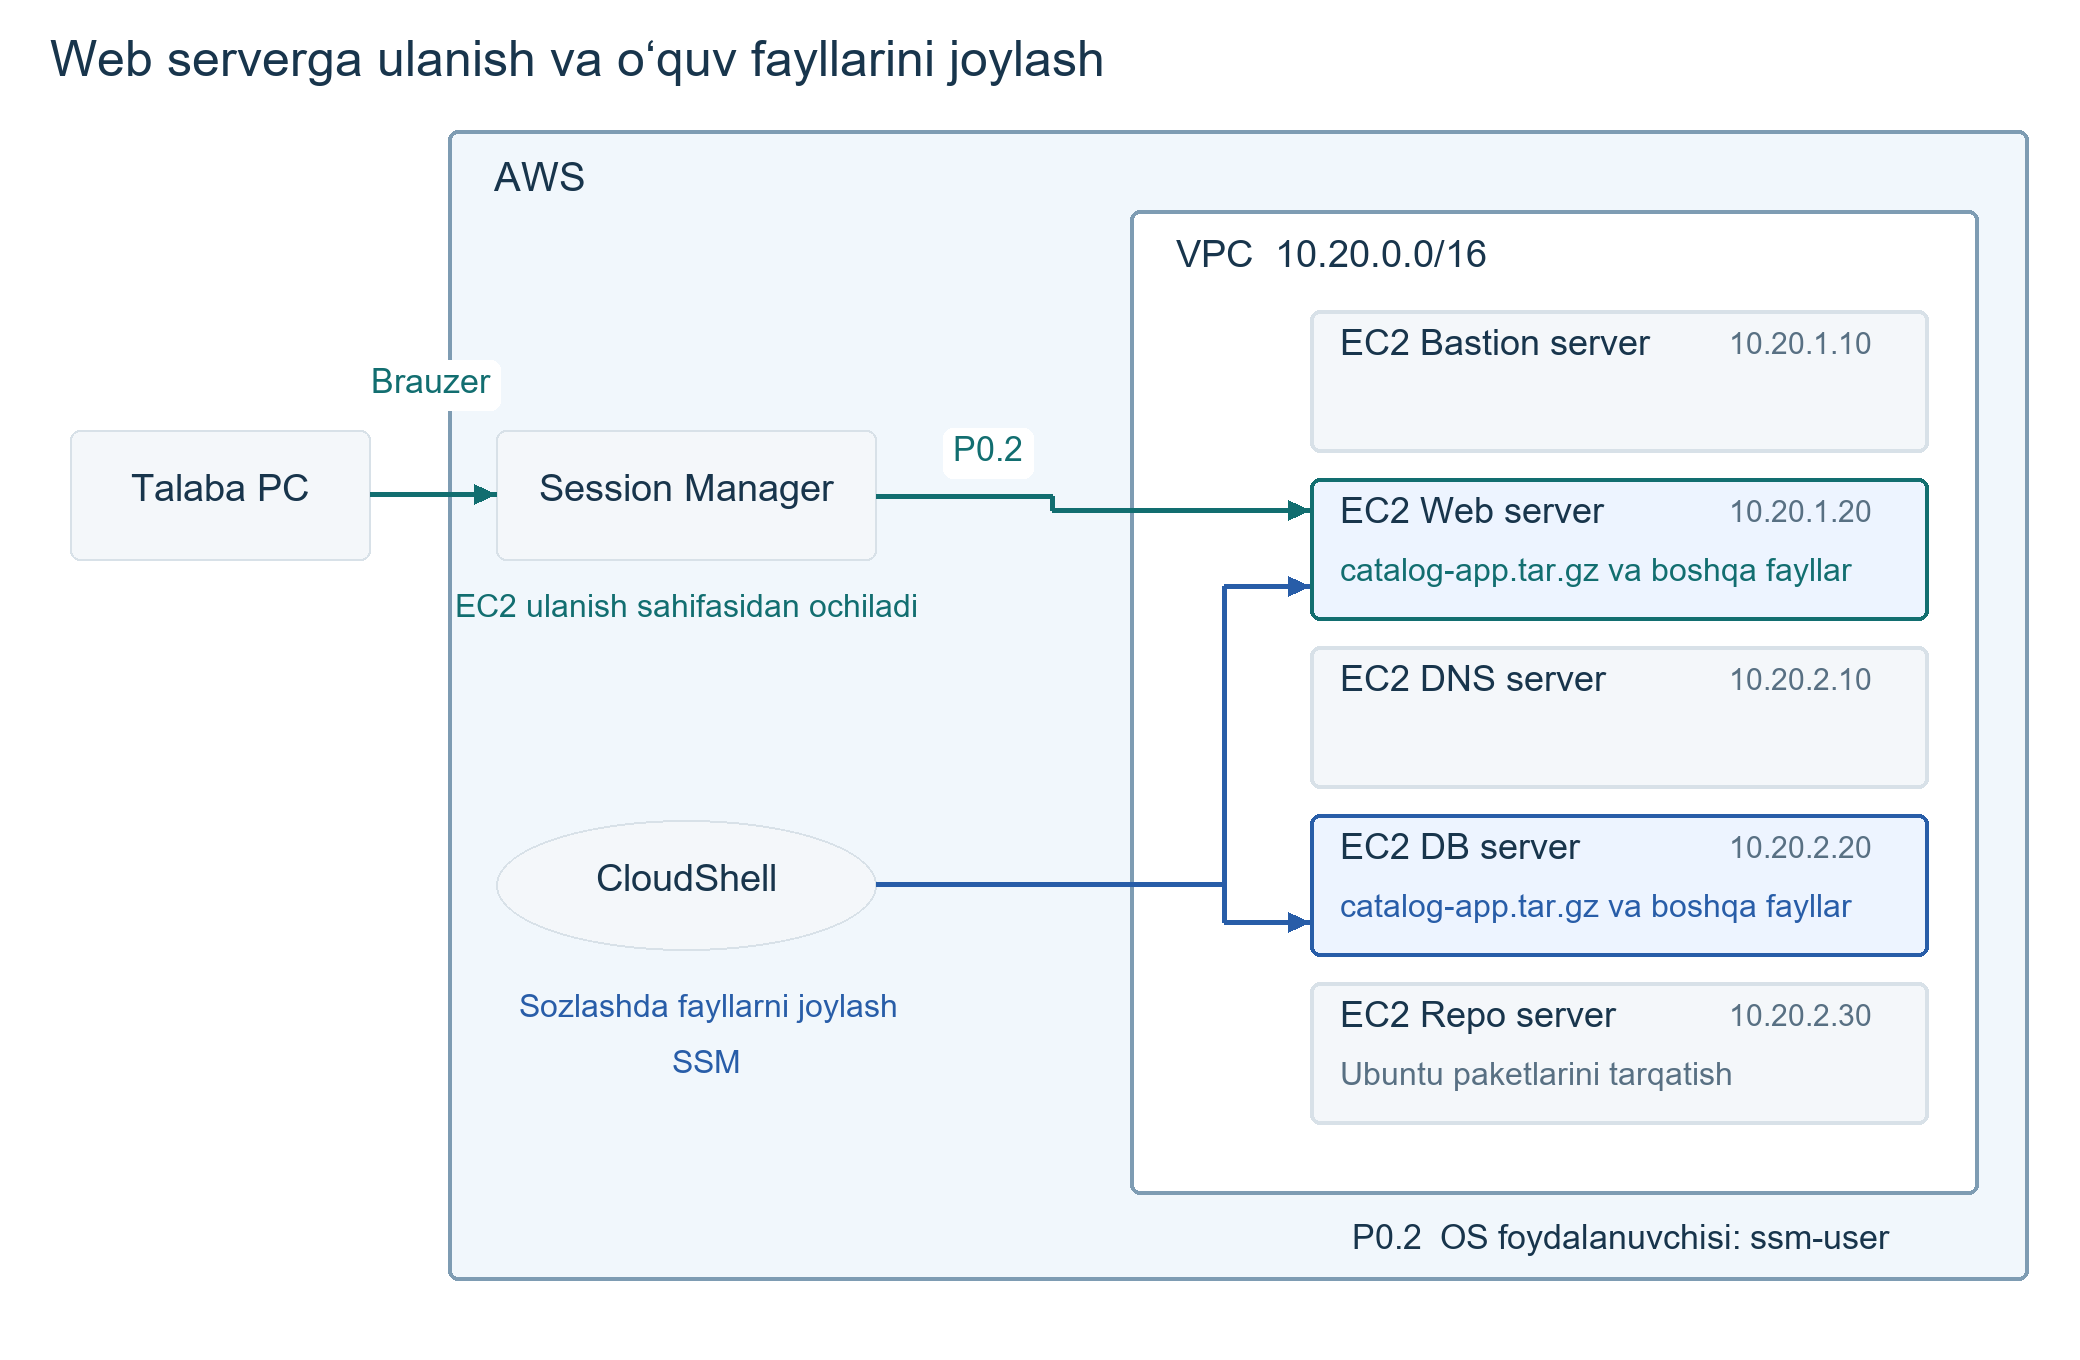 Web serverga ulanish va o‘quv fayllarini joylash
AWS
VPC 10.20.0.0/16
EC2 Bastion server 10.20.1.10
Brauzer
Talaba PC
Session Manager
P0.2
EC2 ulanish sahifasidan ochiladi
EC2 Web server 10.20.1.20
catalog-app.tar.gz va boshqa fayllar
EC2 DNS server 10.20.2.10
CloudShell
Sozlashda fayllarni joylash
SSM
EC2 DB server 10.20.2.20
catalog-app.tar.gz va boshqa fayllar
EC2 Repo server 10.20.2.30
Ubuntu paketlarini tarqatish
P0.2 OS foydalanuvchisi: ssm-user